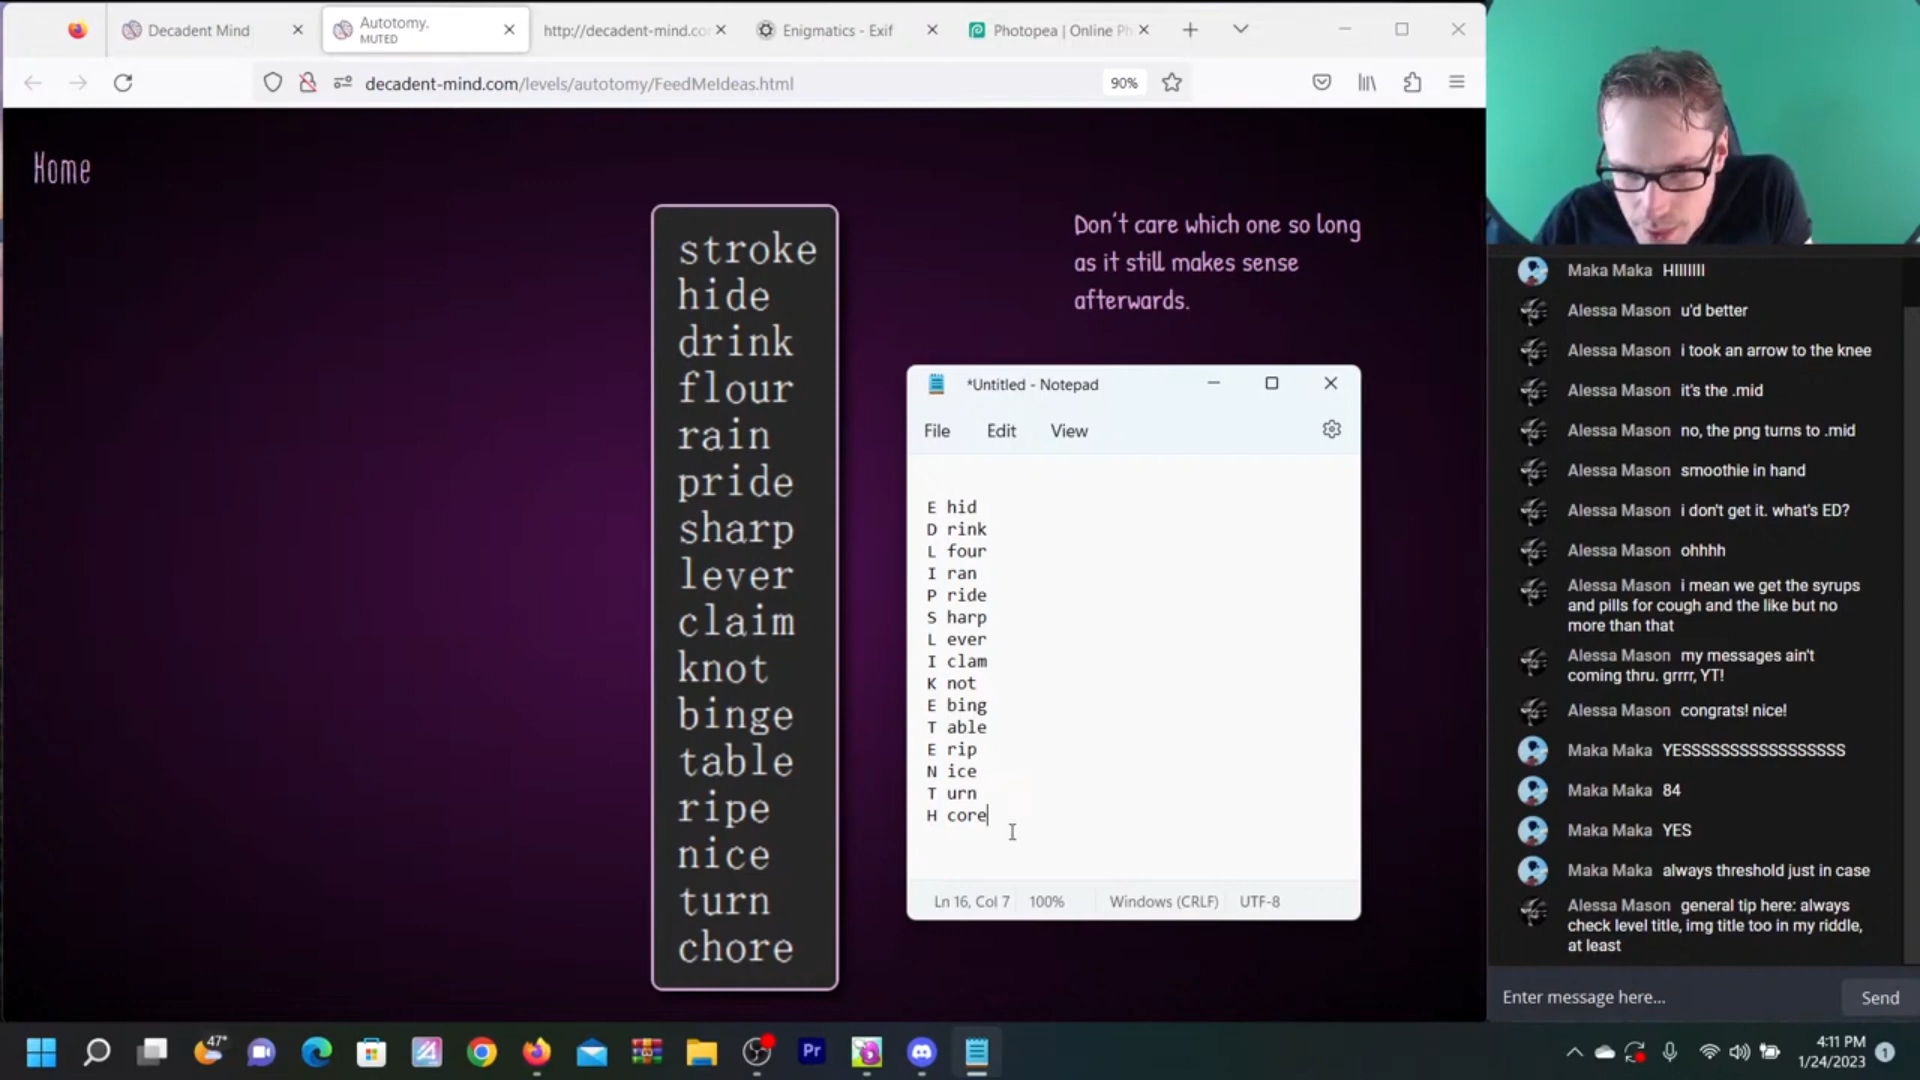 Decadent Mind
Autotomy.
MUTED
http://decadent-mind.co
Enigmatics - Exif
Photopea | Online Ph
decadent-mind.com/levels/autotomy/FeedMeIdeas.html
90%
Home
stroke
hide
drink
flour
rain
pride
sharp
lever
claim
knot
binge
table
ripe
nice
turn
chore
Don't care which one so long
as it still makes sense
afterwards.
*Untitled - Notepad
File Edit View
E hid
D rink
L four
I ran
P ride
S harp
L ever
I clam
K not
E bing
T able
E rip
N ice
T urn
H core
Ln 16, Col 7 100% Windows (CRLF) UTF-8
Maka Maka HIIIIIII
Alessa Mason u'd better
Alessa Mason i took an arrow to the knee
Alessa Mason it's the .mid
Alessa Mason no, the png turns to .mid
Alessa Mason smoothie in hand
Alessa Mason i don't get it. what's ED?
Alessa Mason ohhhh
Alessa Mason i mean we get the syrups
and pills for cough and the like but no
more than that
Alessa Mason my messages ain't
coming thru. grrrr, YT!
Alessa Mason congrats! nice!
Maka Maka YESSSSSSSSSSSSSSSSS
Maka Maka 84
Maka Maka YES
Maka Maka always threshold just in case
Alessa Mason general tip here: always
check level title, img title too in my riddle,
at least
Enter message here...
Send
47°
Pr
4:11 PM
1/24/2023
1